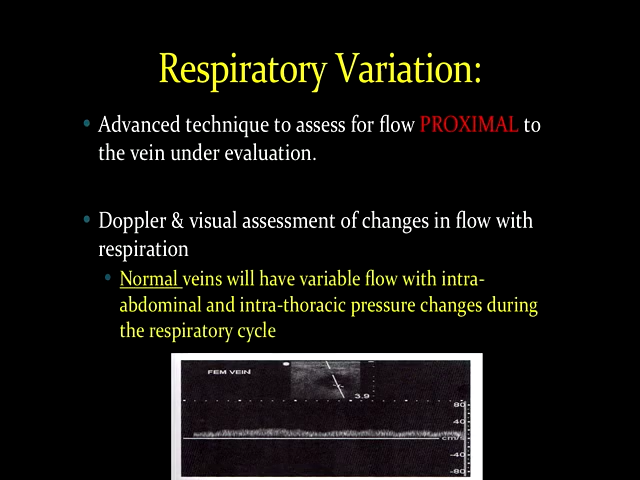 Respiratory Variation:
• Advanced technique to assess for flow PROXIMAL to
the vein under evaluation.
• Doppler & visual assessment of changes in flow with
respiration
• Normal veins will have variable flow with intra-
abdominal and intra-thoracic pressure changes during
the respiratory cycle
FEM VEIN
3.9
80
40
cm/s
-40
-80